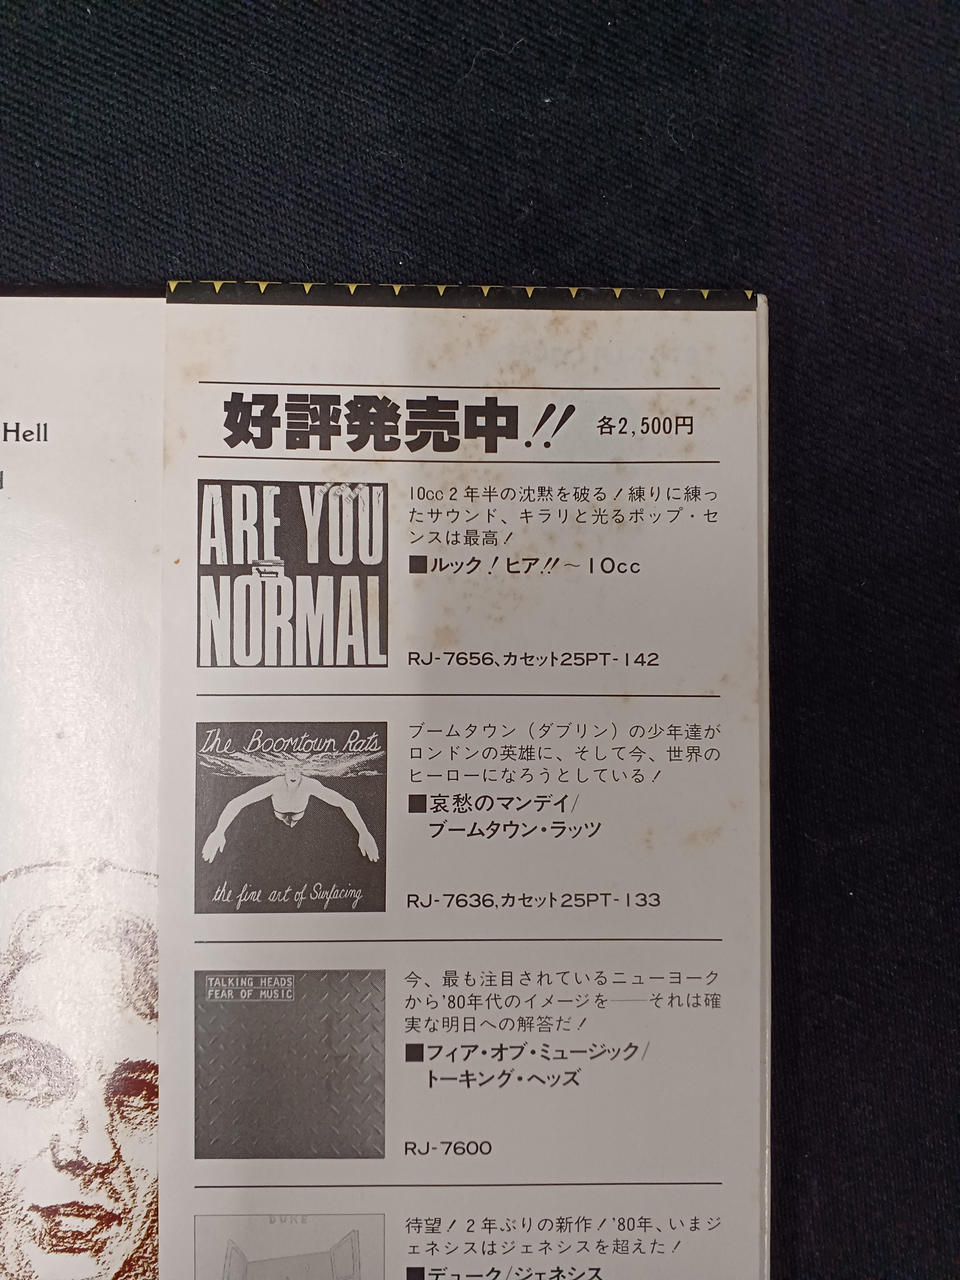 Hell
好評発売中!! 各2,500円
ARE YOU
NORMAL
10cc 2年半の沈黙を破る!練りに練っ
たサウンド、キラリと光るポップ・セ
ンスは最高!
■ルック!ヒア!!～10cc
RJ-7656、カセット25PT-142
The Boomtown Rats
the fine art of Surfacing
ブームタウン（ダブリン）の少年達が
ロンドンの英雄に、そして今、世界の
ヒーローになろうとしている!
■哀愁のマンデイ/
ブームタウン・ラッツ
RJ-7636、カセット25PT-133
TALKING HEADS
FEAR OF MUSIC
今、最も注目されているニューヨーク
から'80年代のイメージを──それは確
実な明日への解答だ!
■フィア・オブ・ミュージック/
トーキング・ヘッズ
RJ-7600
DUKE
待望!2年ぶりの新作!'80年、いまジ
ェネシスはジェネシスを超えた!
■デューク/ジェネシス